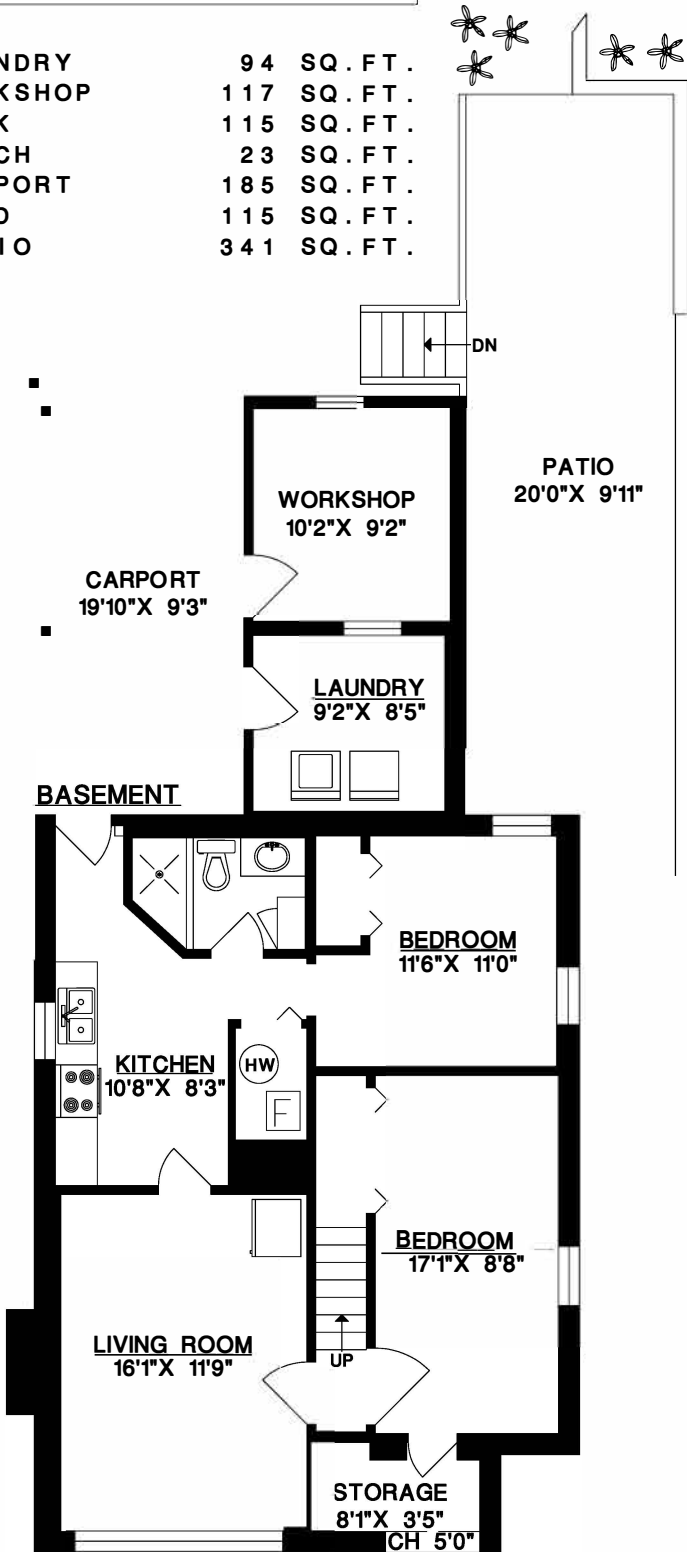 NDRY 94 SQ.FT.
KSHOP 117 SQ.FT.
K 115 SQ.FT.
CH 23 SQ.FT.
PORT 185 SQ.FT.
D 115 SQ.FT.
IO 341 SQ.FT.
DN
PATIO
20'0"X 9'11"
WORKSHOP
10'2"X 9'2"
CARPORT
19'10"X 9'3"
LAUNDRY
9'2"X 8'5"
BASEMENT
BEDROOM
11'6"X 11'0"
HW
KITCHEN
10'8"X 8'3"
F
BEDROOM
17'1"X 8'8"
LIVING ROOM
16'1"X 11'9"
UP
STORAGE
8'1"X 3'5"
CH 5'0"